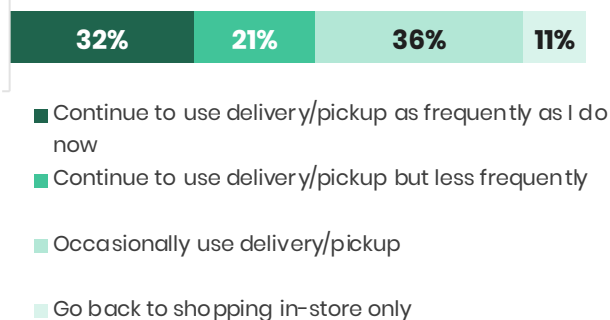 32% 21% 36% 11%
Continue to use delivery/pickup as frequently as I do
now
Continue to use delivery/pickup but less frequently
Occasionally use delivery/pickup
Go back to shopping in-store only